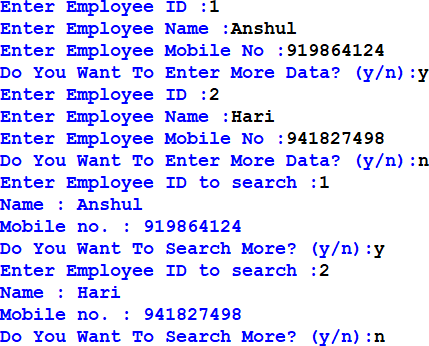 Enter Employee ID :1
Enter Employee Name :Anshul
Enter Employee Mobile No :919864124
Do You Want To Enter More Data? (y/n):y
Enter Employee ID :2
Enter Employee Name :Hari
Enter Employee Mobile No :941827498
Do You Want To Enter More Data? (y/n):n
Enter Employee ID to search :1
Name : Anshul
Mobile no. : 919864124
Do You Want To Search More? (y/n):y
Enter Employee ID to search :2
Name : Hari
Mobile no. : 941827498
Do You Want To Search More? (y/n):n